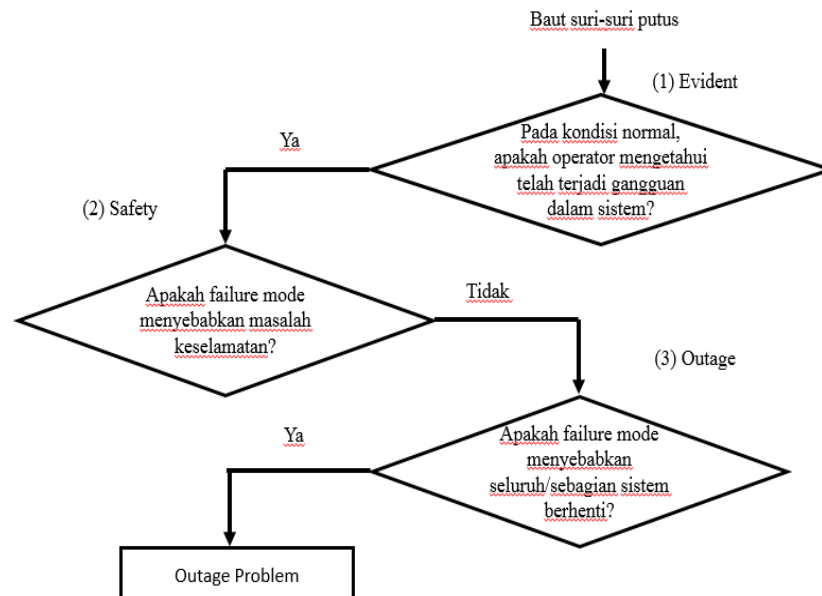 Baut suri-suri putus
(1) Evident
Pada kondisi normal,
apakah operator mengetahui
telah terjadi gangguan
dalam sistem?
Ya
(2) Safety
Apakah failure mode
menyebabkan masalah
keselamatan?
Tidak
(3) Outage
Apakah failure mode
menyebabkan
seluruh/sebagian sistem
berhenti?
Ya
Outage Problem